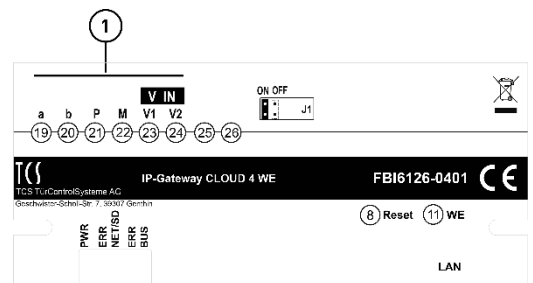 1
V IN
ON OFF
a b P M V1 V2
J1
19 20 21 22 23 24 25 26
TCS
TCS TürControlSysteme AG
IP-Gateway CLOUD 4 WE
FBI6126-0401 CE
Geschwister-Scholl-Str. 7, 39307 Genthin
8 Reset 11 WE
PWR
ERR
NET/SD
ERR
BUS
LAN